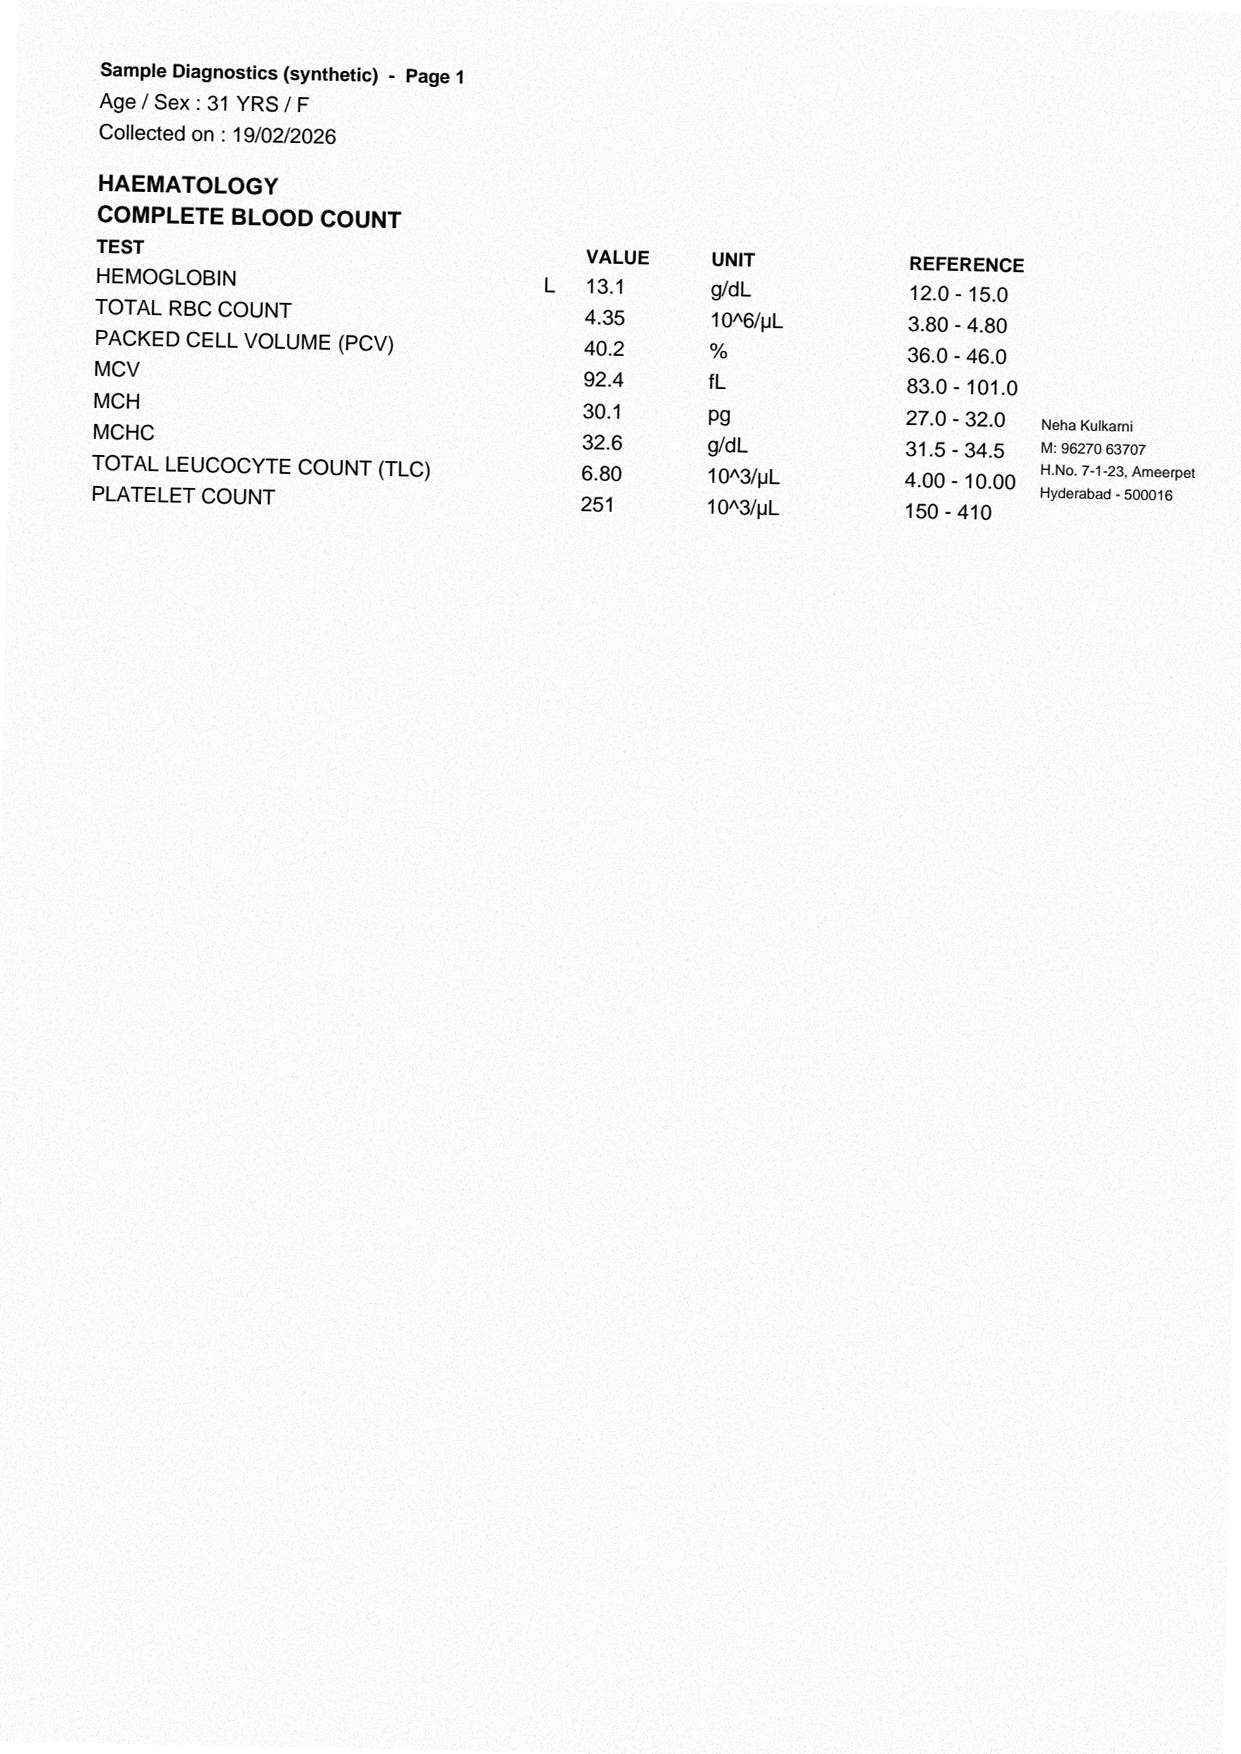 Sample Diagnostics (synthetic) - Page 1
Age / Sex : 31 YRS / F
Collected on : 19/02/2026
HAEMATOLOGY
COMPLETE BLOOD COUNT
TEST VALUE UNIT REFERENCE
HEMOGLOBIN L 13.1 g/dL 12.0 - 15.0
TOTAL RBC COUNT 4.35 10^6/µL 3.80 - 4.80
PACKED CELL VOLUME (PCV) 40.2 % 36.0 - 46.0
MCV 92.4 fL 83.0 - 101.0
MCH 30.1 pg 27.0 - 32.0
MCHC 32.6 g/dL 31.5 - 34.5
TOTAL LEUCOCYTE COUNT (TLC) 6.80 10^3/µL 4.00 - 10.00
PLATELET COUNT 251 10^3/µL 150 - 410
Neha Kulkarni
M: 96270 63707
H.No. 7-1-23, Ameerpet
Hyderabad - 500016